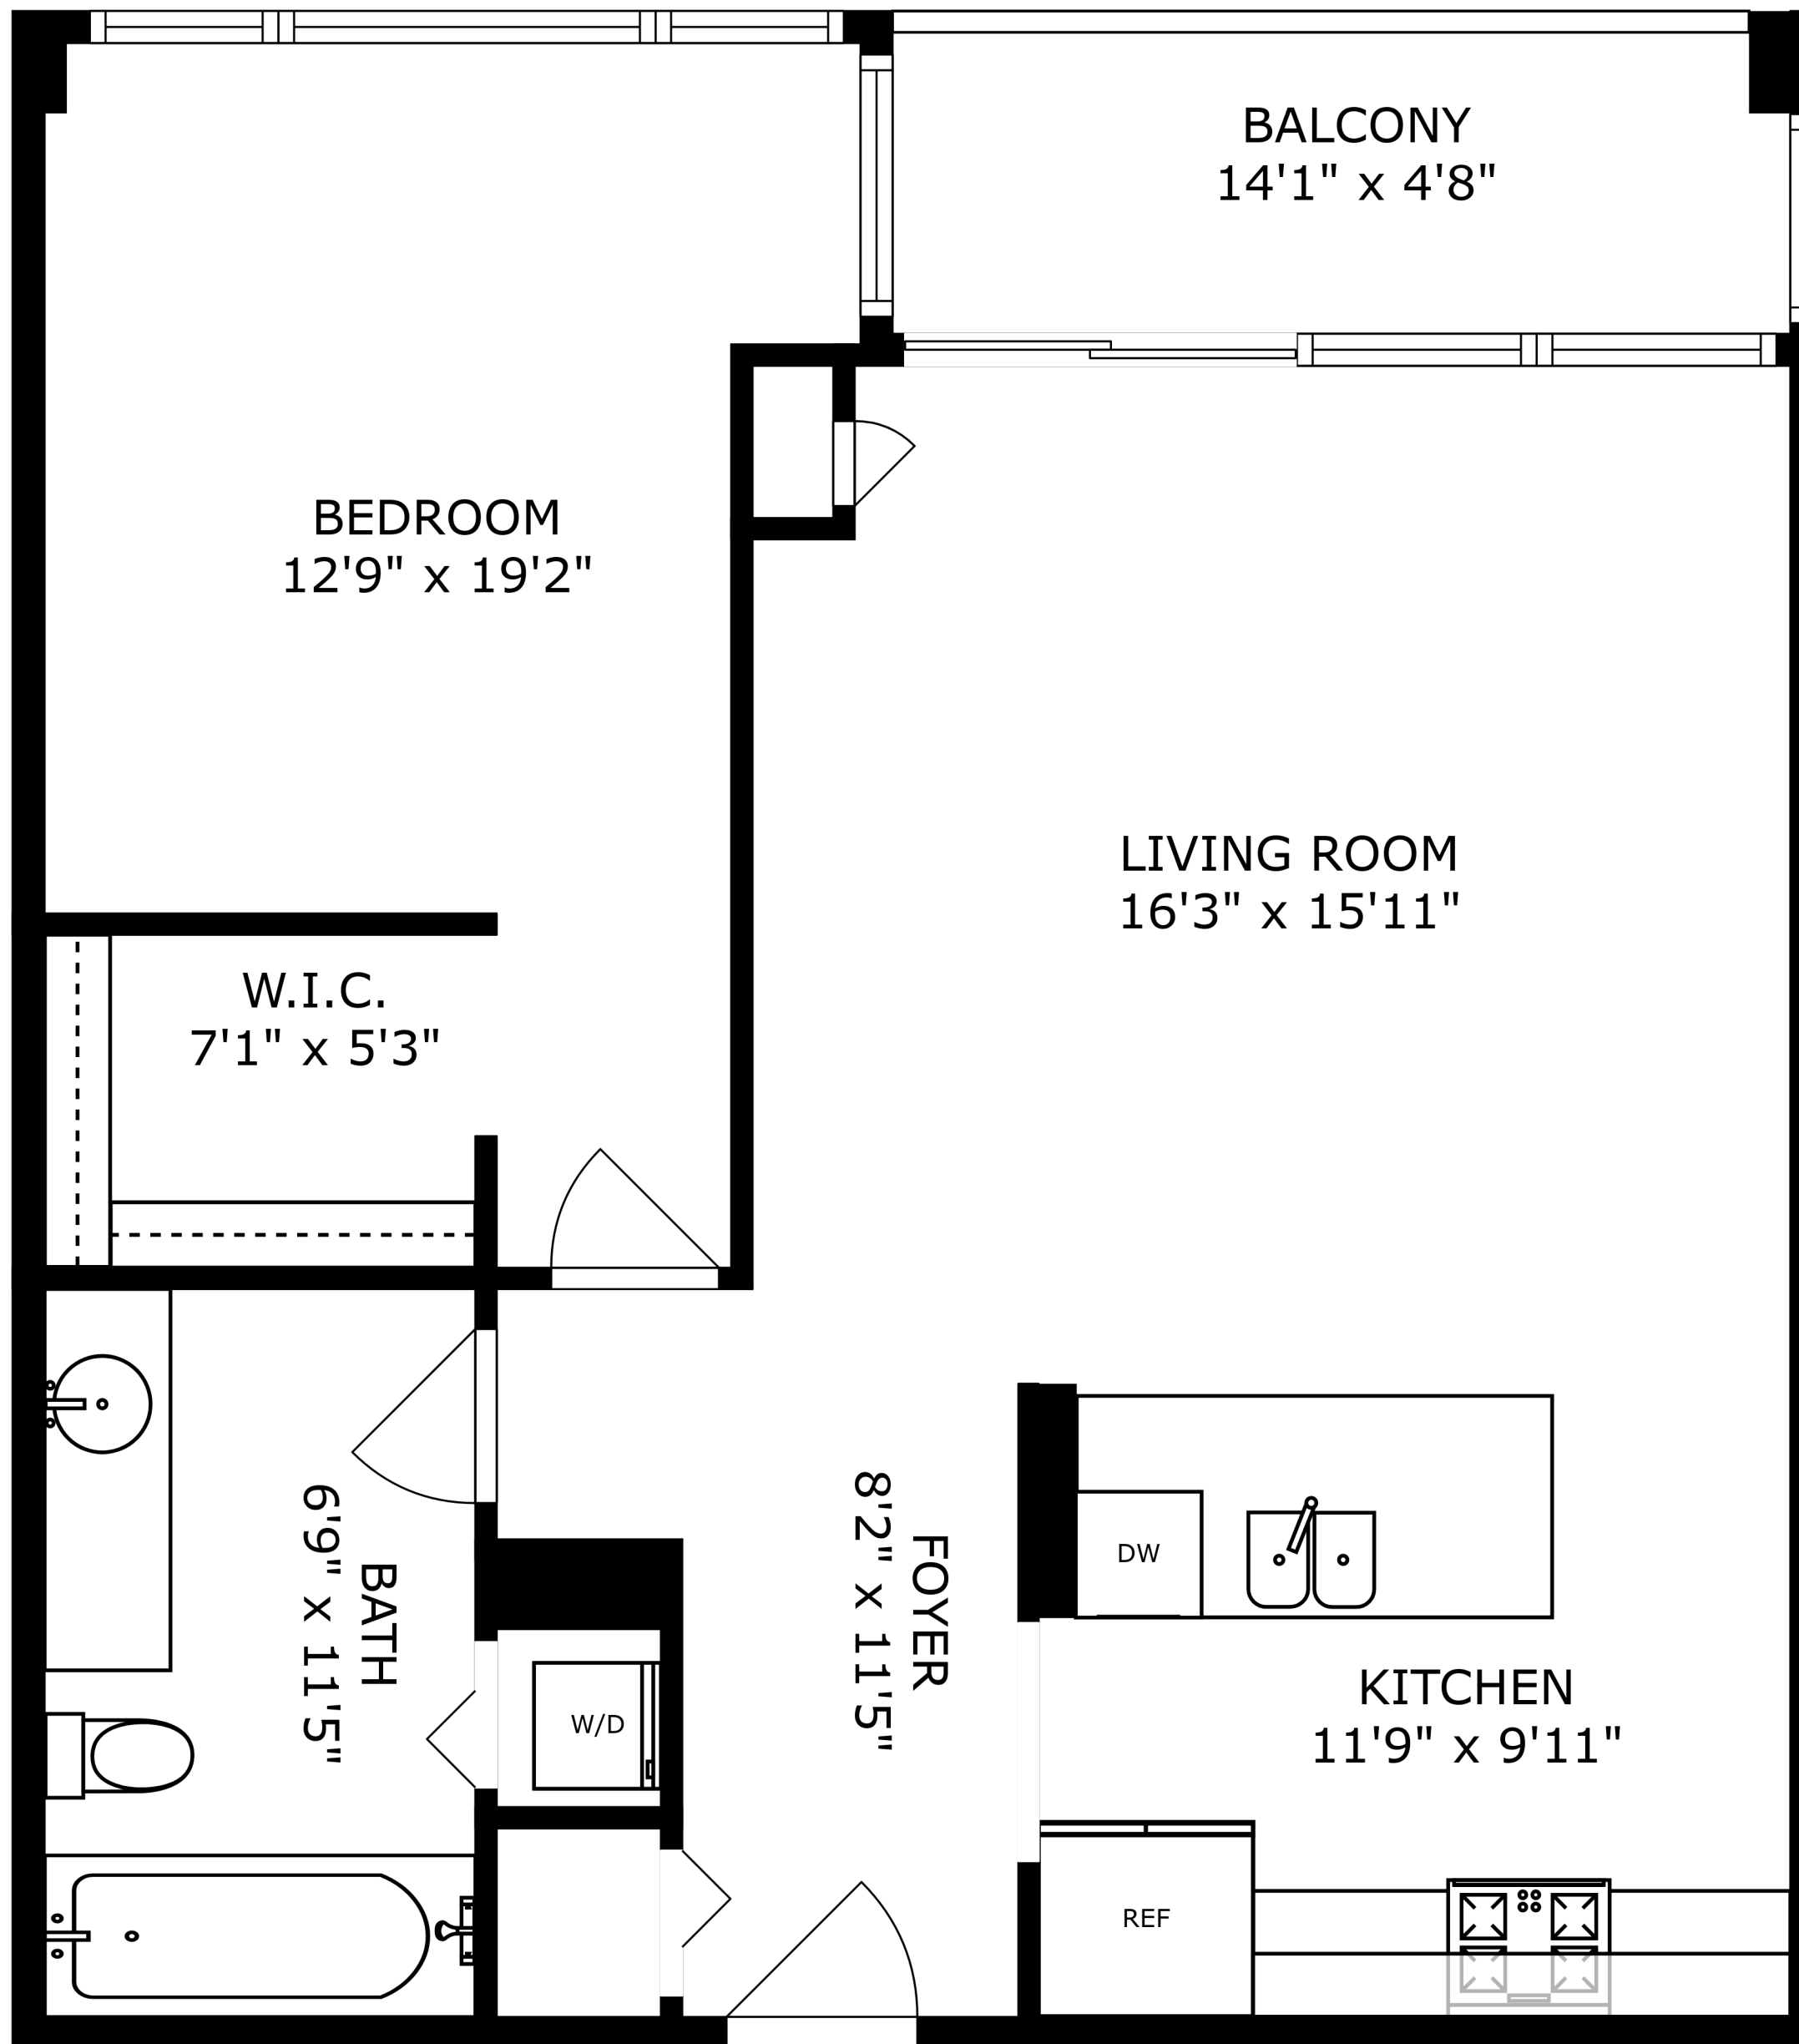 BALCONY
14'1" x 4'8"
BEDROOM
12'9" x 19'2"
LIVING ROOM
16'3" x 15'11"
W.I.C.
7'1" x 5'3"
BATH
6'9" x 11'5"
FOYER
8'2" x 11'5"
DW
KITCHEN
11'9" x 9'11"
W/D
REF